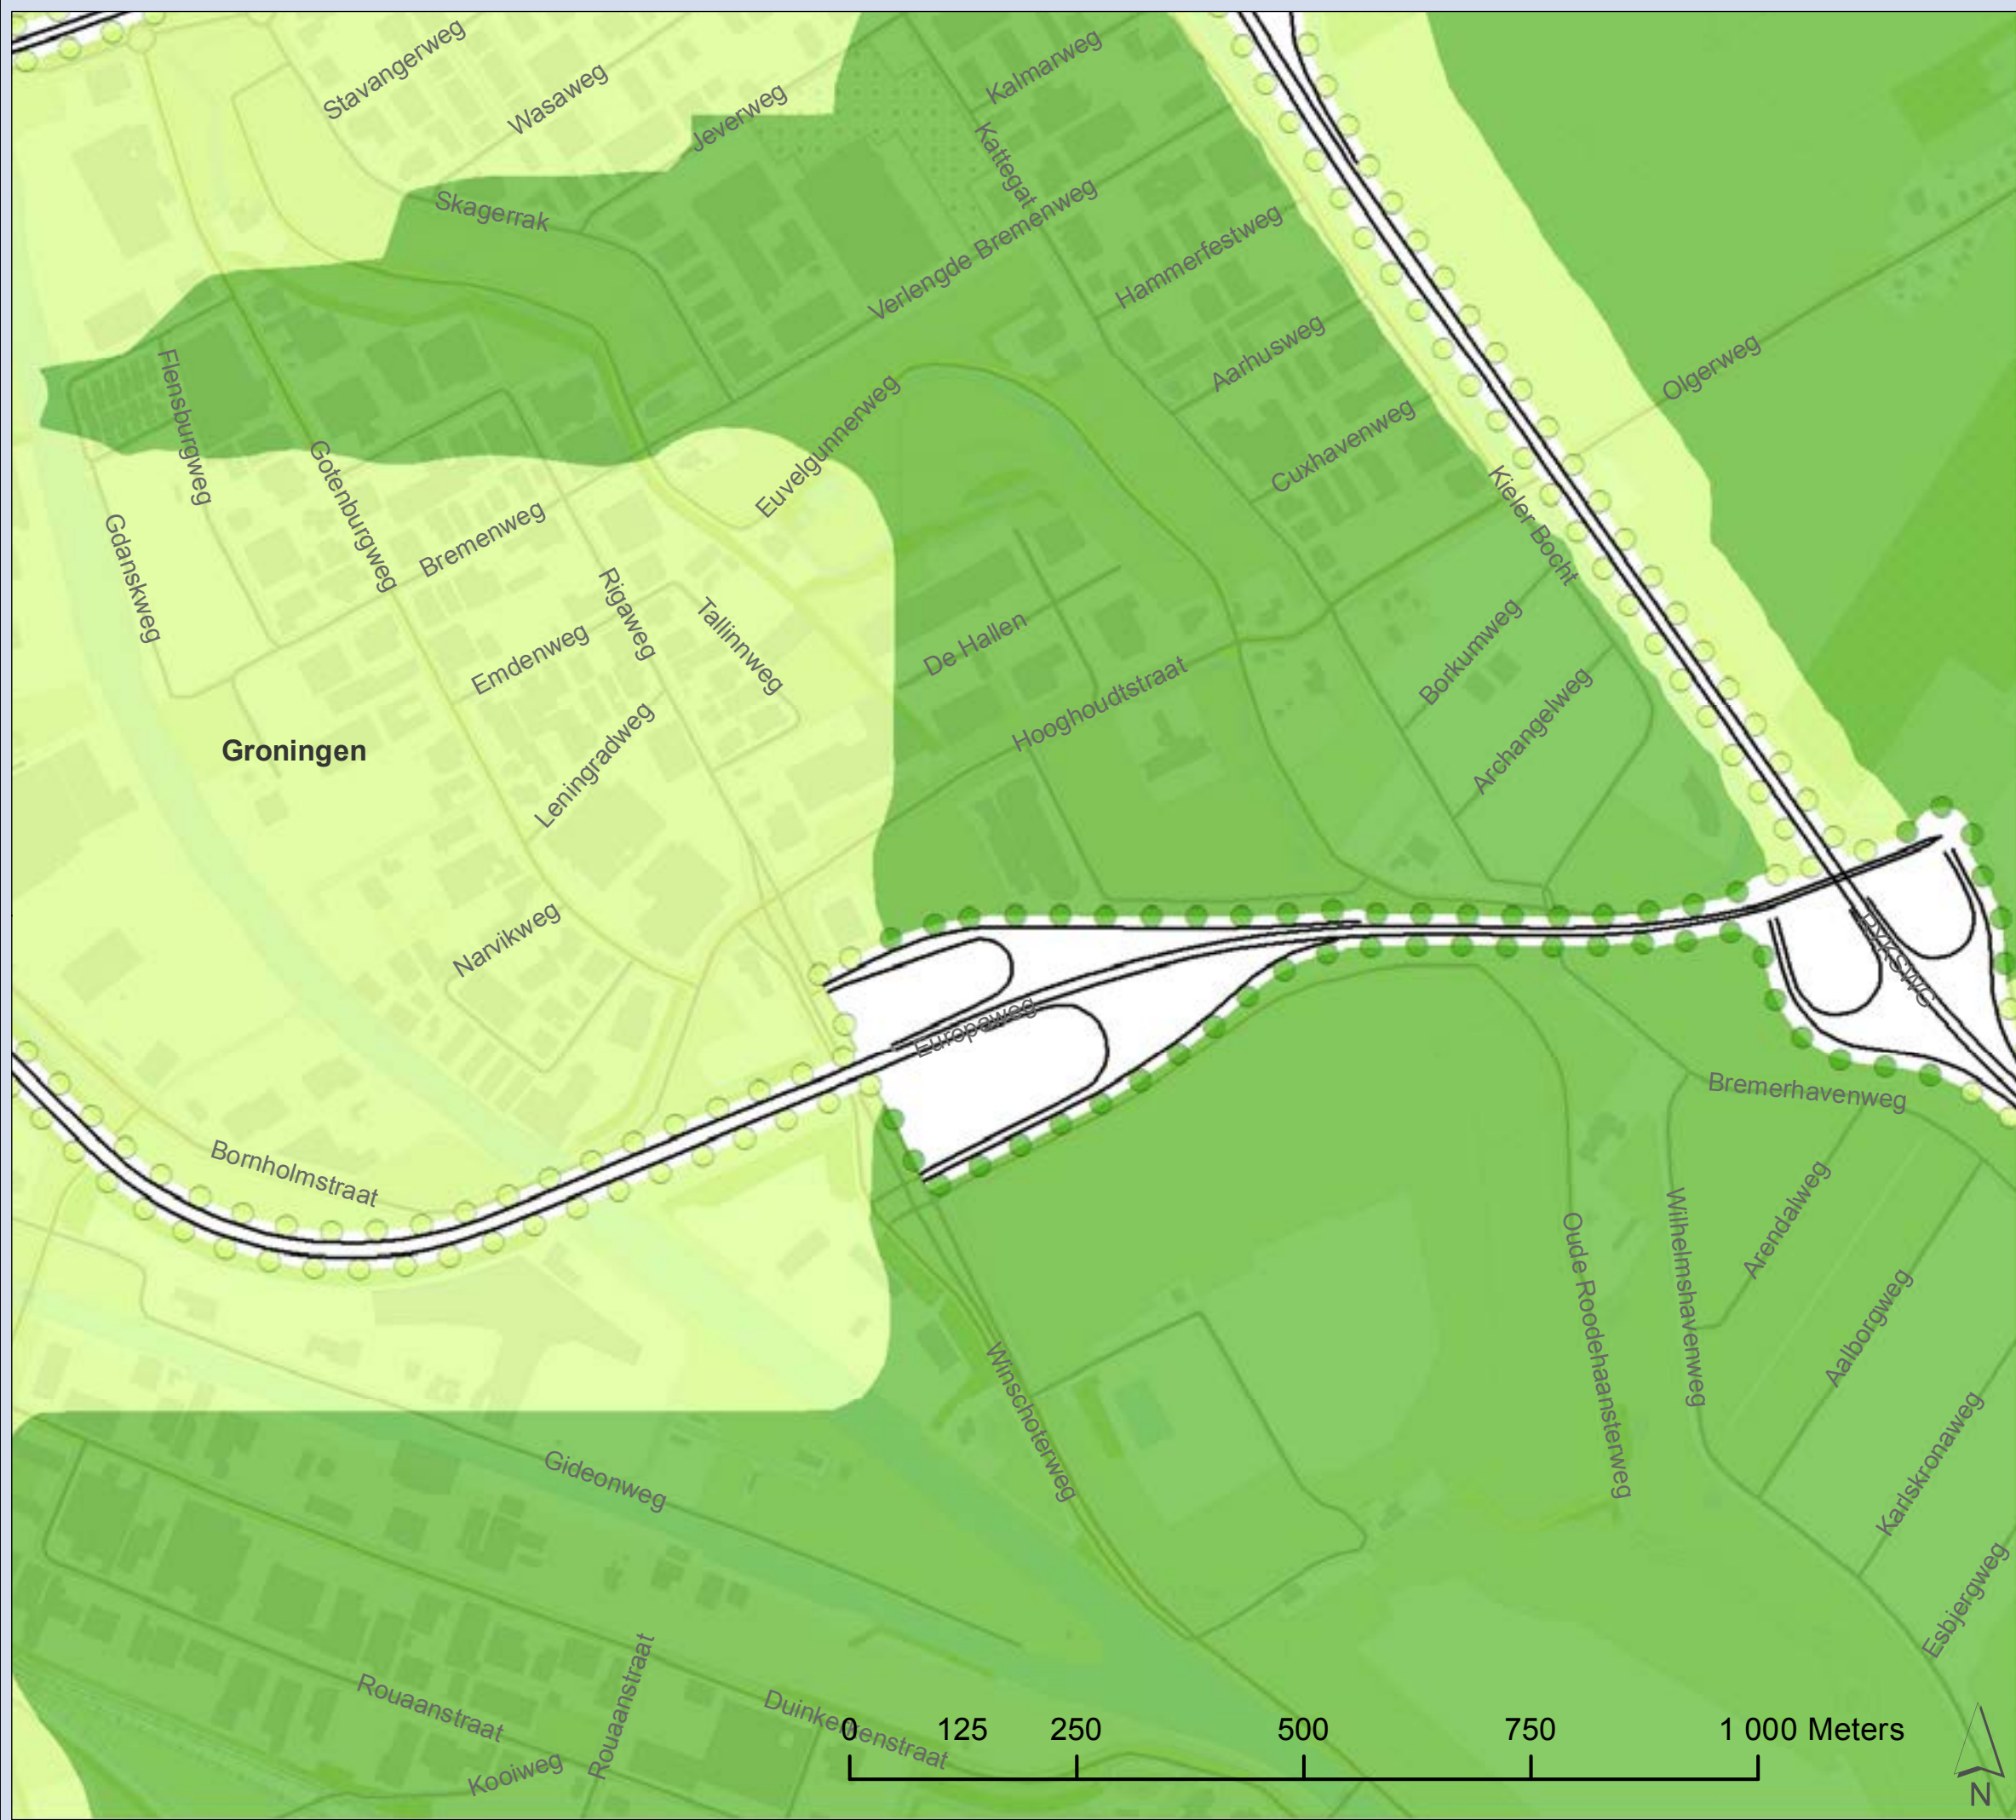 Stavangerweg
Wasaweg
Jeverweg
Kalmarweg
Kattegat
Skagerrak
Verlengde Bremenweg
Hammerfestweg
Aarhusweg
Olgerweg
Flensburgweg
Euvelgunnerweg
Cuxhavenweg
Gotenburgweg
Kieler Bocht
Bremenweg
Gdanskweg
Rigaweg
Tallinnweg
Emdenweg
De Hallen
Borkumweg
Archangelweg
Hooghoudtstraat
Leningradweg
Groningen
Narvikweg
RYKSWG
Europaweg
Bremerhavenweg
Bornholmstraat
Arendalweg
Wilhelmshavenweg
Oude Roodehaansterweg
Aalborgweg
Winschoterweg
Karlskronaweg
Gideonweg
Esbjergweg
Rouaanstraat
Rouaanstraat
Duinkerkenstraat
Kooiweg
0 125 250 500 750 1 000 Meters
N